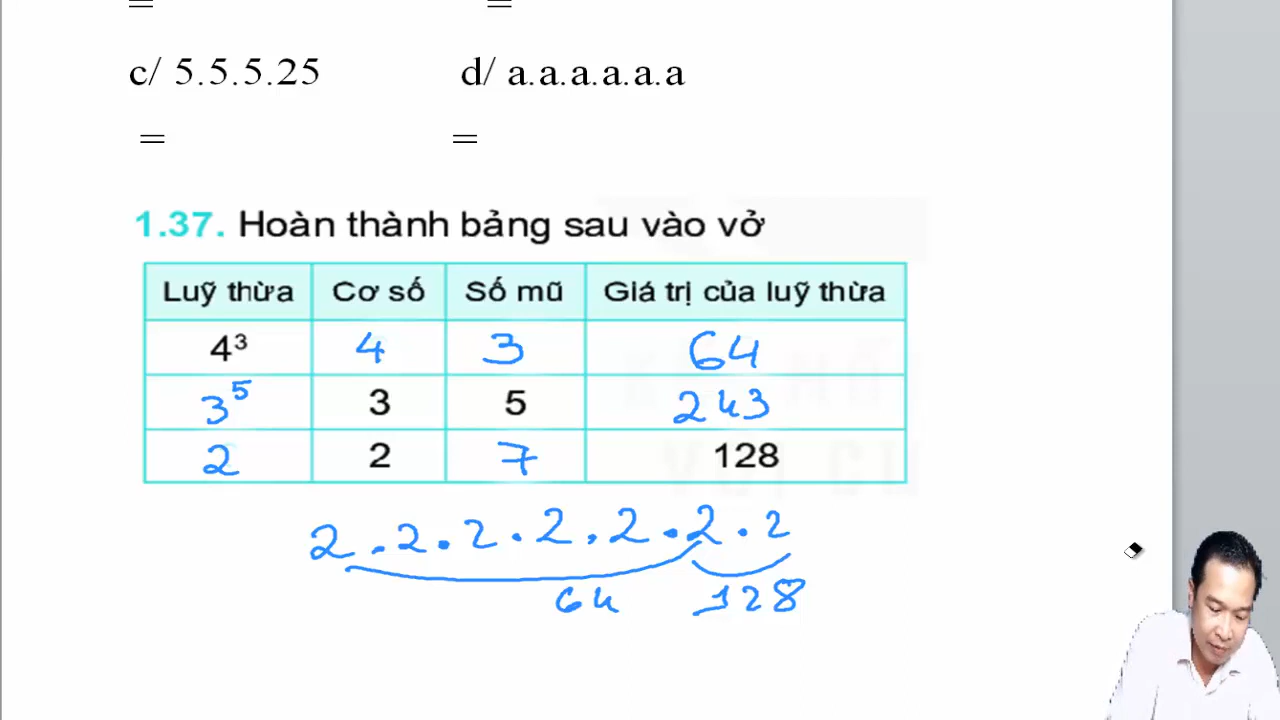 = =
c/ 5.5.5.25 d/ a.a.a.a.a.a
= =
1.37. Hoàn thành bảng sau vào vở
Luỹ thừa Cơ số Số mũ Giá trị của luỹ thừa
4³ 4 3 64
3⁵ 3 5 243
2 2 7 128
2.2.2.2.2.2.2
64 128